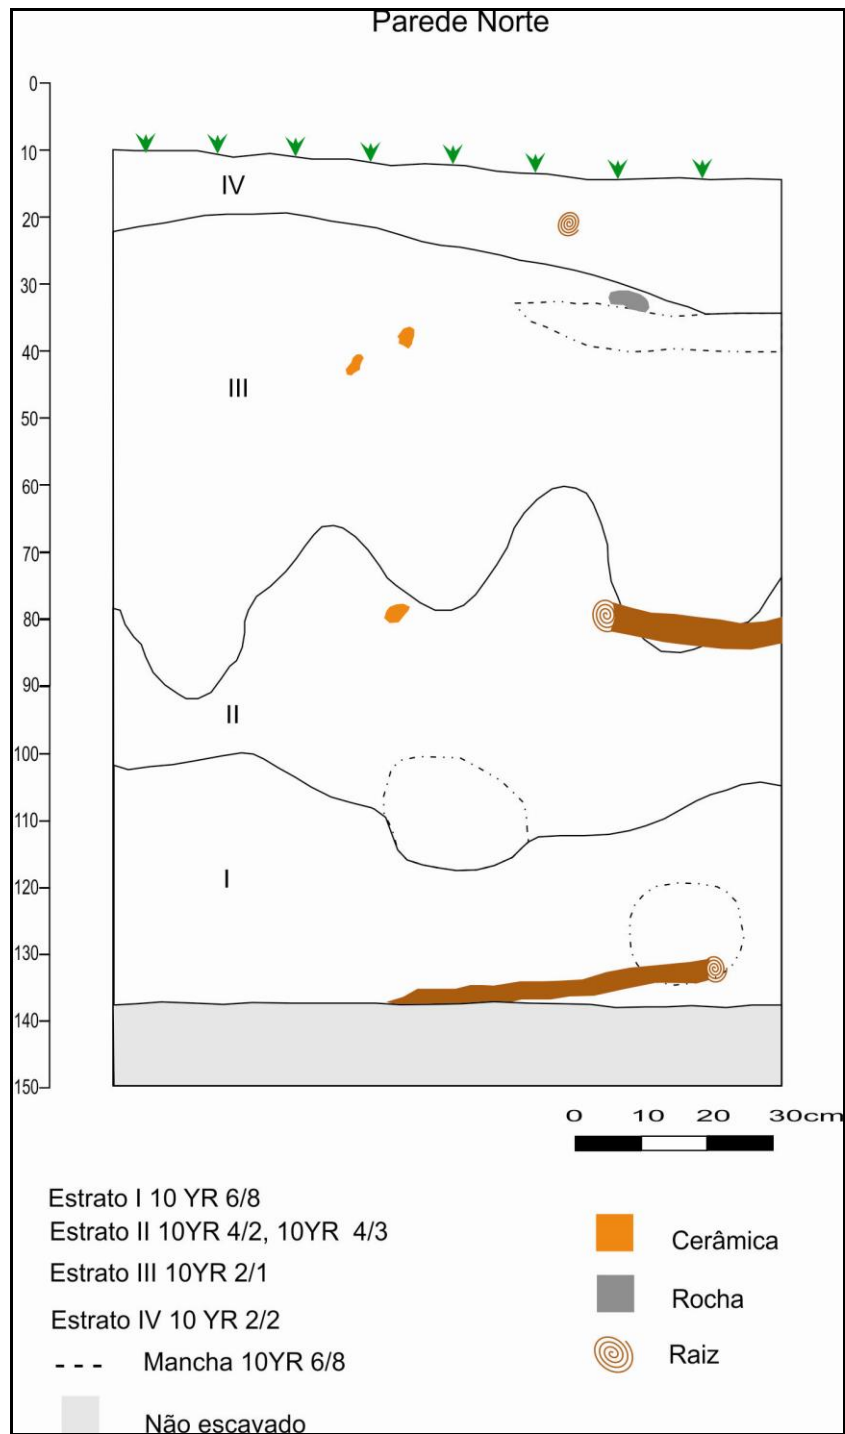 Parede Norte
0
10
20
30
40
50
60
70
80
90
100
110
120
130
140
150
IV
III
II
I
0 10 20 30cm
Estrato I 10 YR 6/8
Estrato II 10YR 4/2, 10YR 4/3
Estrato III 10YR 2/1
Estrato IV 10 YR 2/2
Mancha 10YR 6/8
Não escavado
Cerâmica
Rocha
Raiz